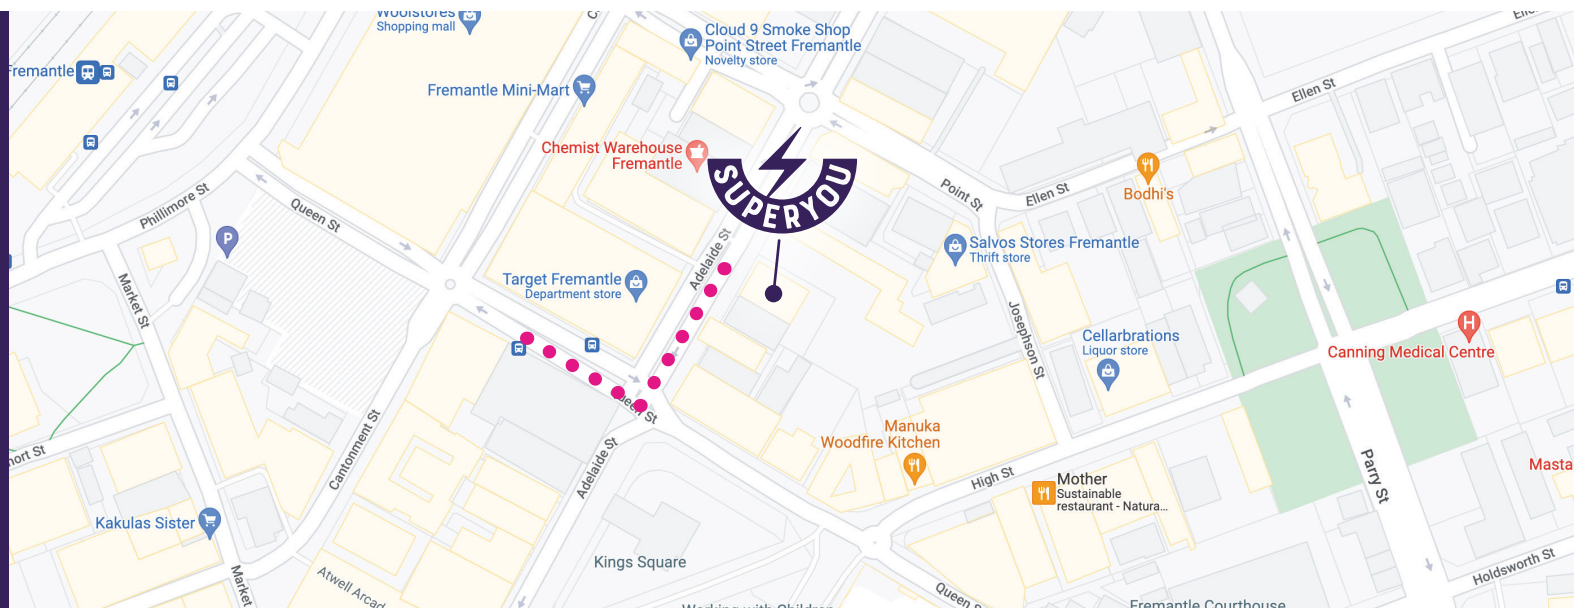 Woolstores
Shopping mall
Cloud 9 Smoke Shop
Point Street Fremantle
Novelty store
Fremantle
Fremantle Mini-Mart
Ellen St
Chemist Warehouse
Fremantle
SUPERYOU
Bodhi's
Ellen St
Point St
Phillimore St
Queen St
P
Adelaide St
Salvos Stores Fremantle
Thrift store
Target Fremantle
Department store
Market St
Josephson St
Cellarbrations
Liquor store
H
Canning Medical Centre
Queen St
Manuka
Woodfire Kitchen
Cantonment St
Adelaide St
High St
Parry St
Mother
Sustainable
restaurant - Natura...
Kakulas Sister
Kings Square
Atwell Arcad
Market
Holdsworth St
Queen S
Working with Children
Fremantle Courthouse